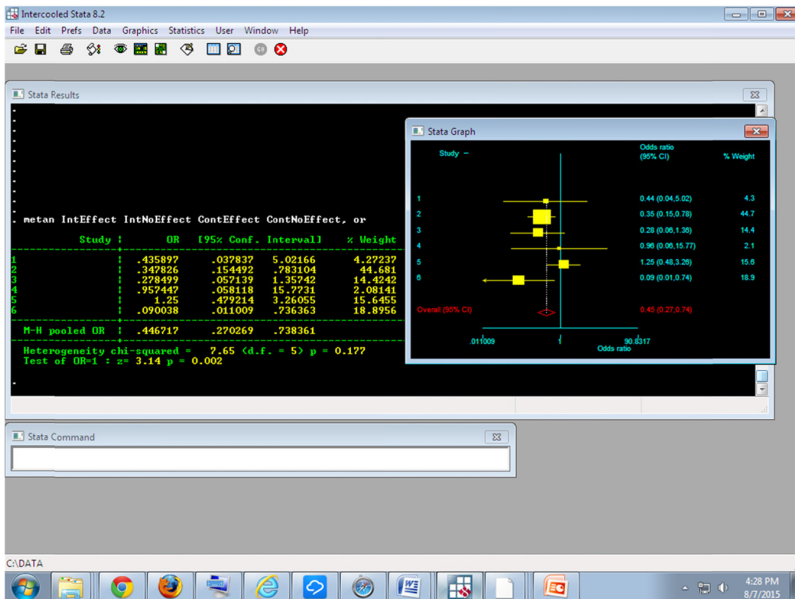 Intercooled Stata 8.2
File Edit Prefs Data Graphics Statistics User Window Help
Stata Results
. metan IntEffect IntNoEffect ContEffect ContNoEffect, or
Study | OR [95% Conf. Interval] % Weight
1 | .435897 .037837 5.02166 4.27237
2 | .347826 .154492 .783104 44.681
3 | .278499 .057139 1.35742 14.4242
4 | .957447 .058118 15.7731 2.08141
5 | 1.25 .479214 3.26055 15.6455
6 | .090038 .011009 .736363 18.8956
M-H pooled OR | .446717 .270269 .738361
Heterogeneity chi-squared = 7.65 (d.f. = 5) p = 0.177
Test of OR=1 : z= 3.14 p = 0.002
.
Stata Graph
Study
Odds ratio
(95% CI)
% Weight
1 0.44 (0.04,5.02) 4.3
2 0.35 (0.15,0.78) 44.7
3 0.28 (0.06,1.36) 14.4
4 0.96 (0.06,15.77) 2.1
5 1.25 (0.48,3.26) 15.6
6 0.09 (0.01,0.74) 18.9
Overall (95% CI) 0.45 (0.27,0.74)
.011009 1 90.8317
Odds ratio
Stata Command
C:\DATA
4:28 PM
8/7/2015